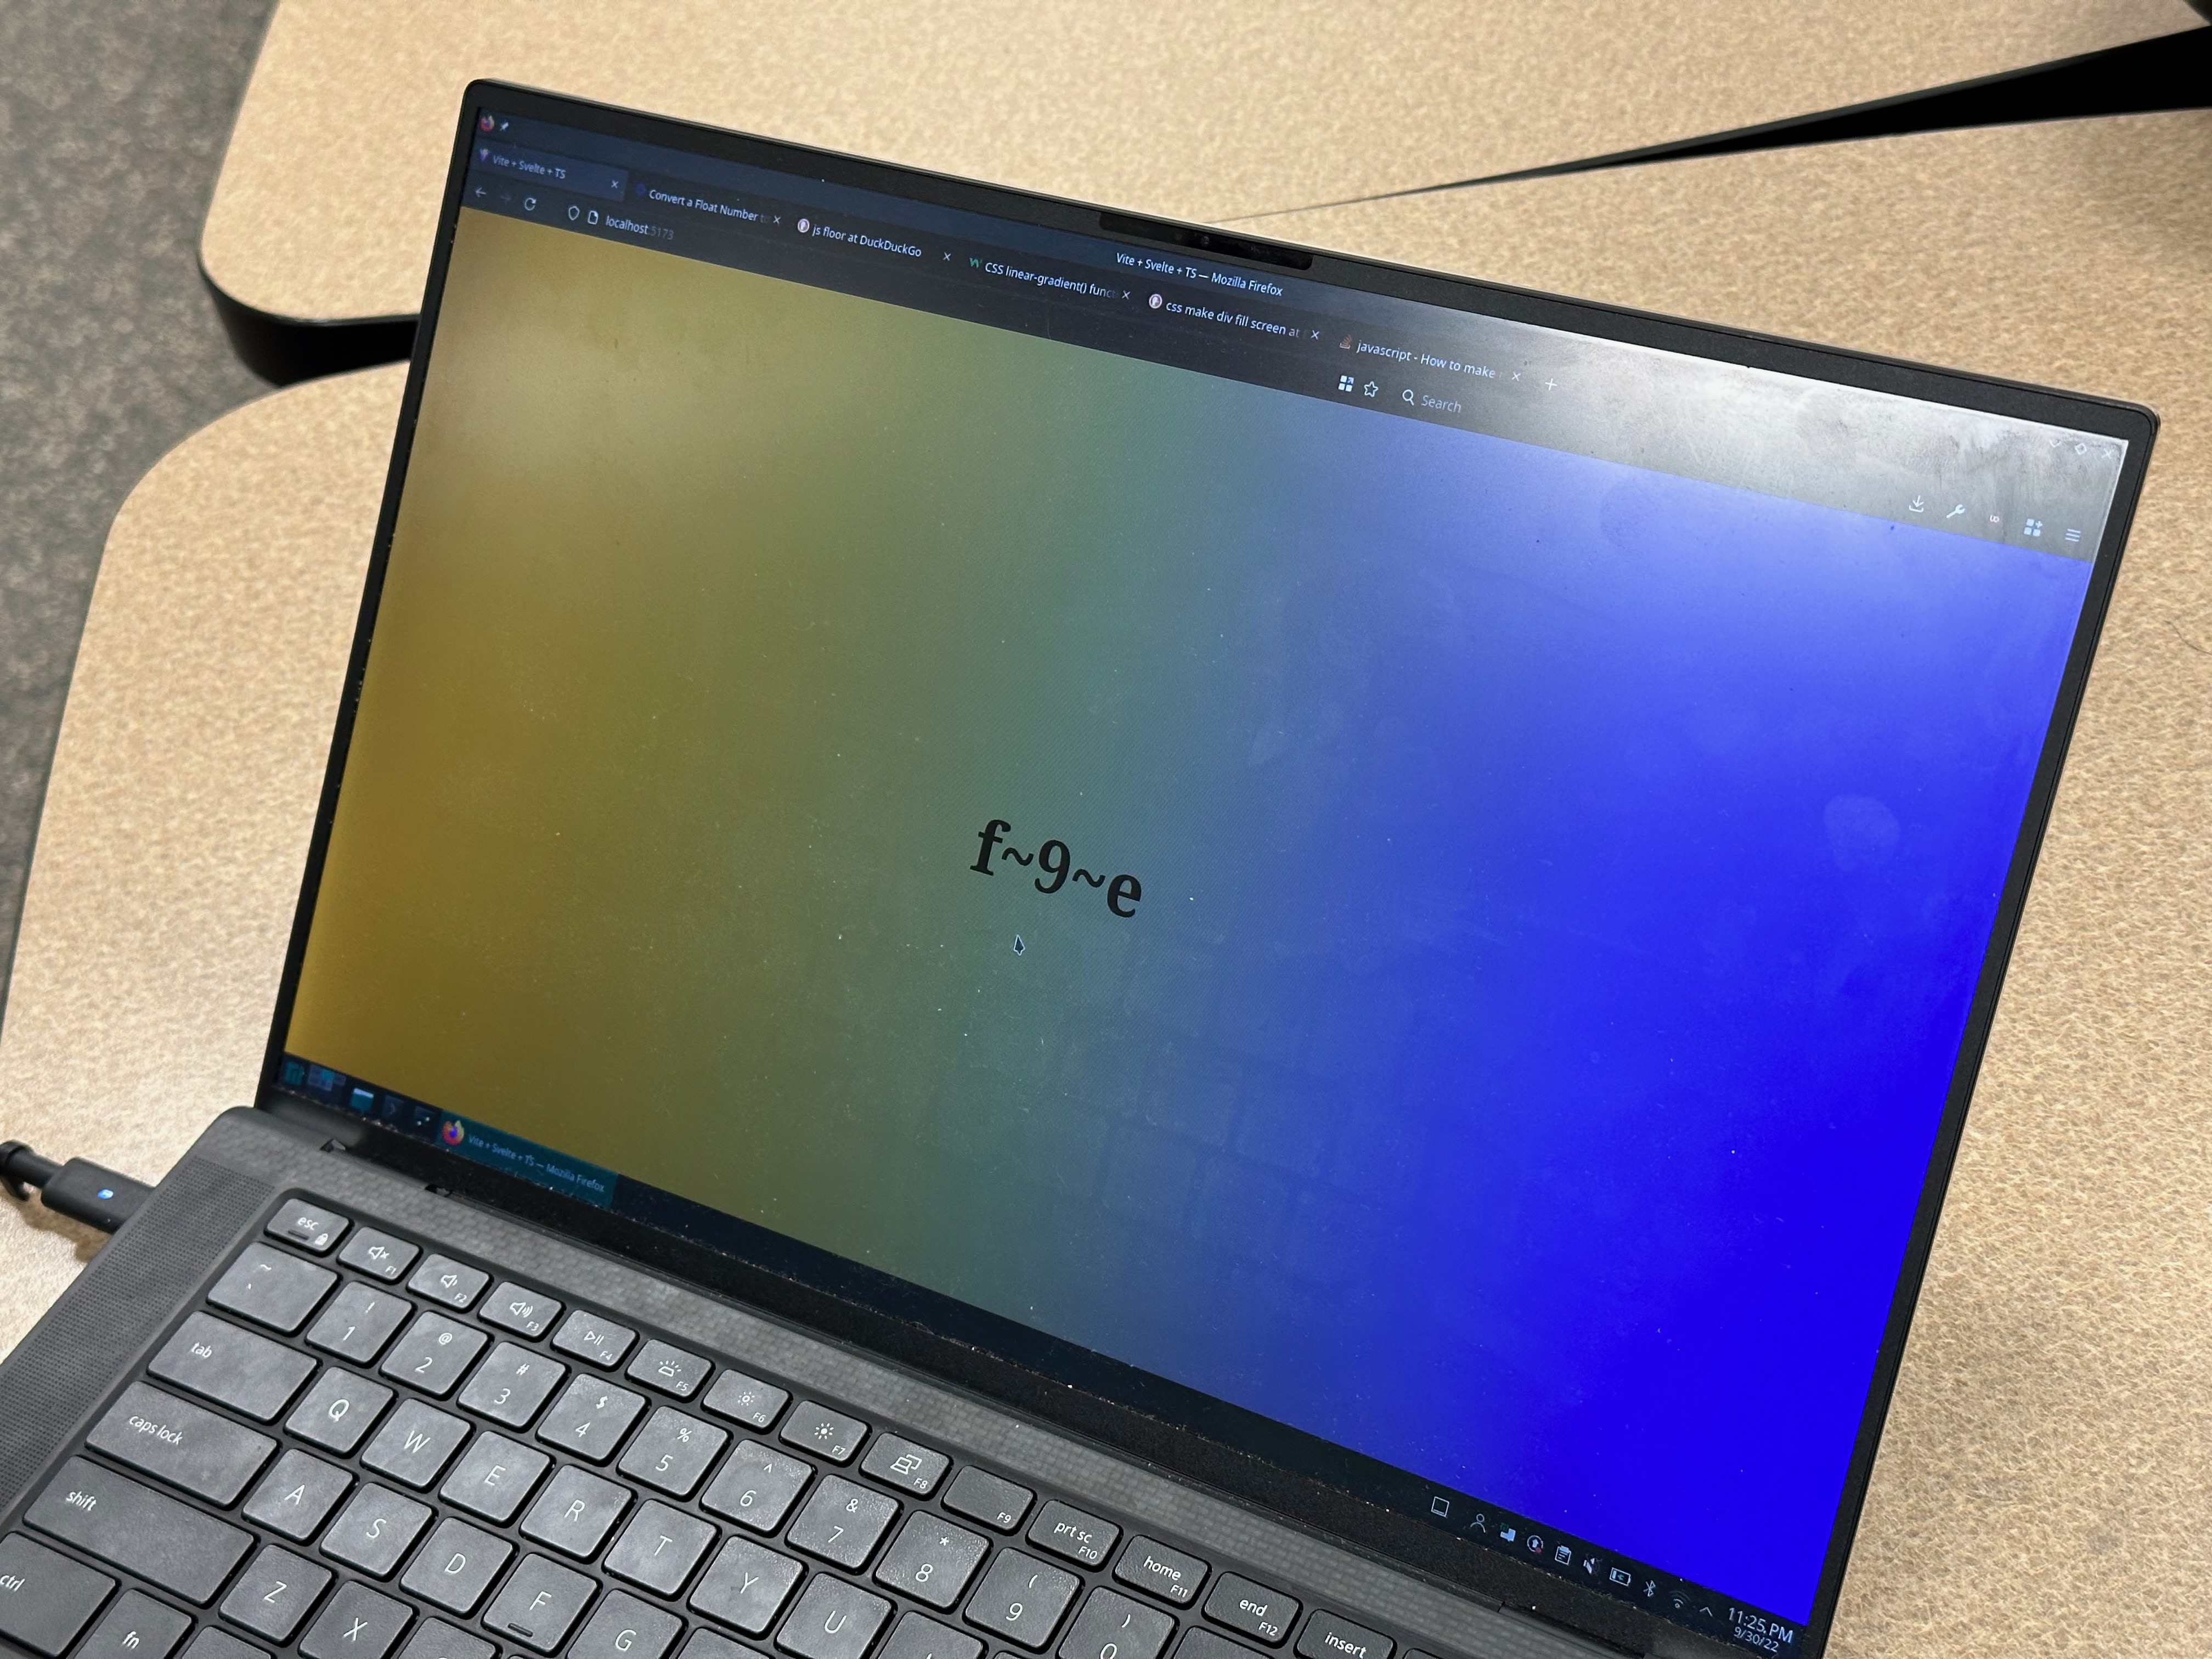 Vite + Svelte + TS — Mozilla Firefox
Vite + Svelte + TS
Convert a Float Number
js floor at DuckDuckGo
CSS linear-gradient() func
css make div fill screen at
javascript - How to make
localhost:5173
Search
f~9~e
Vite + Svelte + TS — Mozilla Firefox
11:25 PM
9/30/22
esc
F1
F2
F3
F4
F5
F6
F7
F8
F9
prt sc F10
home F11
end F12
insert
~ `
! 1
@ 2
# 3
$ 4
% 5
^ 6
& 7
* 8
( 9
) 0
tab
Q
W
E
R
T
Y
U
caps lock
A
S
D
F
G
shift
Z
X
ctrl
fn